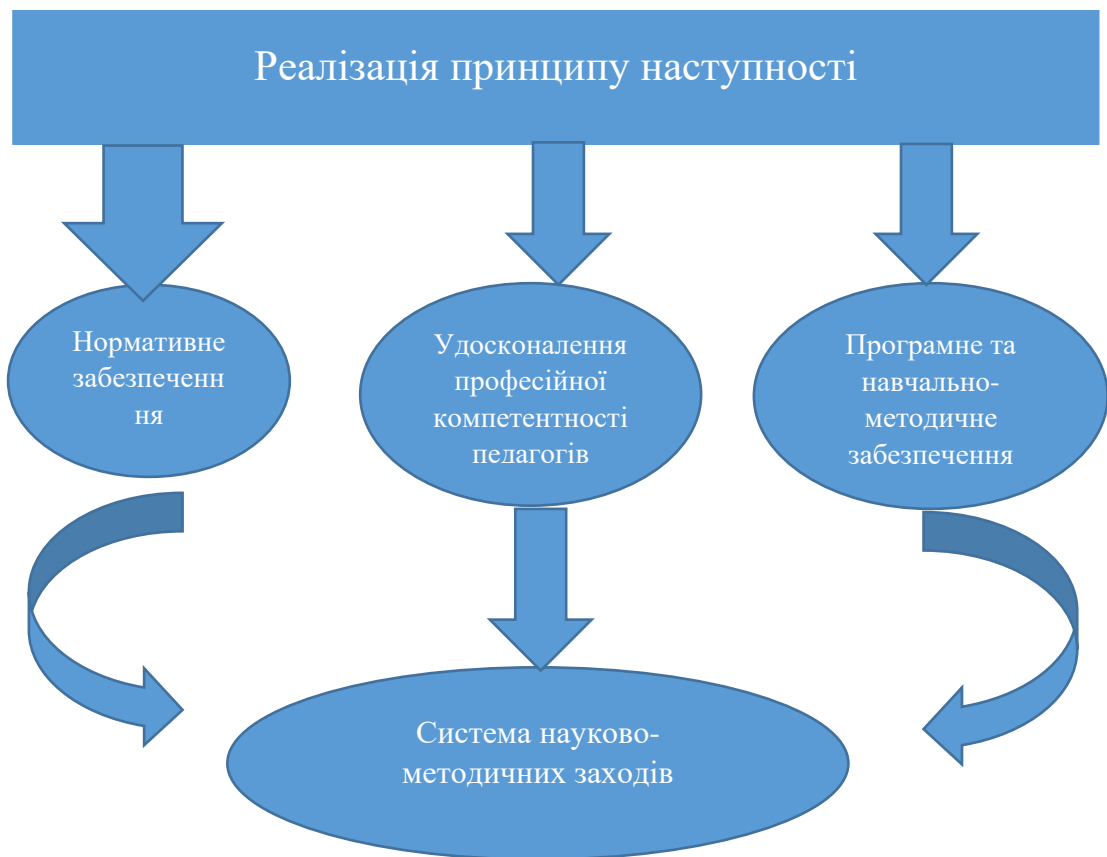 Реалізація принципу наступності
Нормативне
забезпеченн
ня
Удосконалення
професійної
компетентності
педагогів
Програмне та
навчально-
методичне
забезпечення
Система науково-
методичних заходів